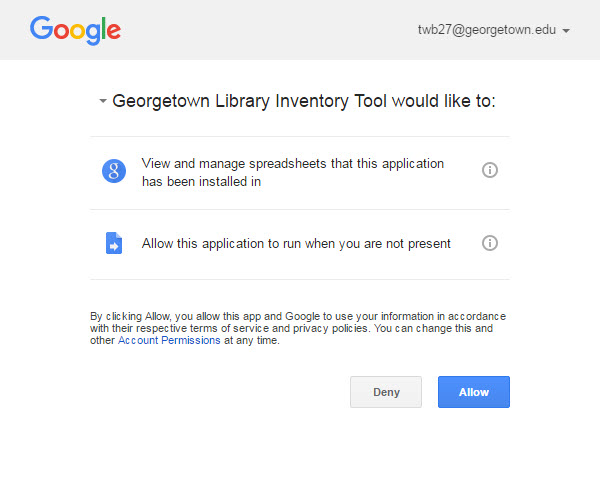 Google
twb27@georgetown.edu
Georgetown Library Inventory Tool would like to:
View and manage spreadsheets that this application
has been installed in
Allow this application to run when you are not present
By clicking Allow, you allow this app and Google to use your information in accordance
with their respective terms of service and privacy policies. You can change this and
other Account Permissions at any time.
Deny
Allow